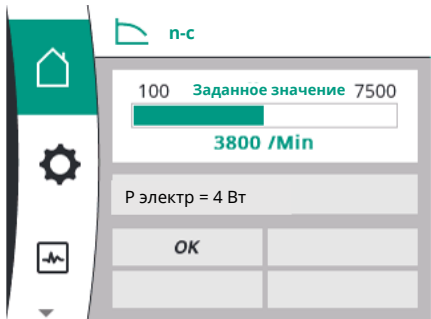 n-c
100 Заданное значение 7500
3800 /Min
Р электр = 4 Вт
OK